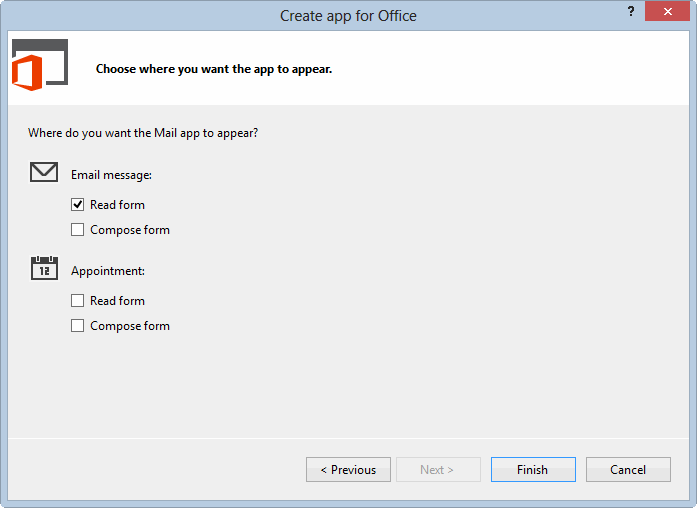 Create app for Office
?
Choose where you want the app to appear.
Where do you want the Mail app to appear?
Email message:
Read form
Compose form
12
Appointment:
Read form
Compose form
< Previous
Next >
Finish
Cancel